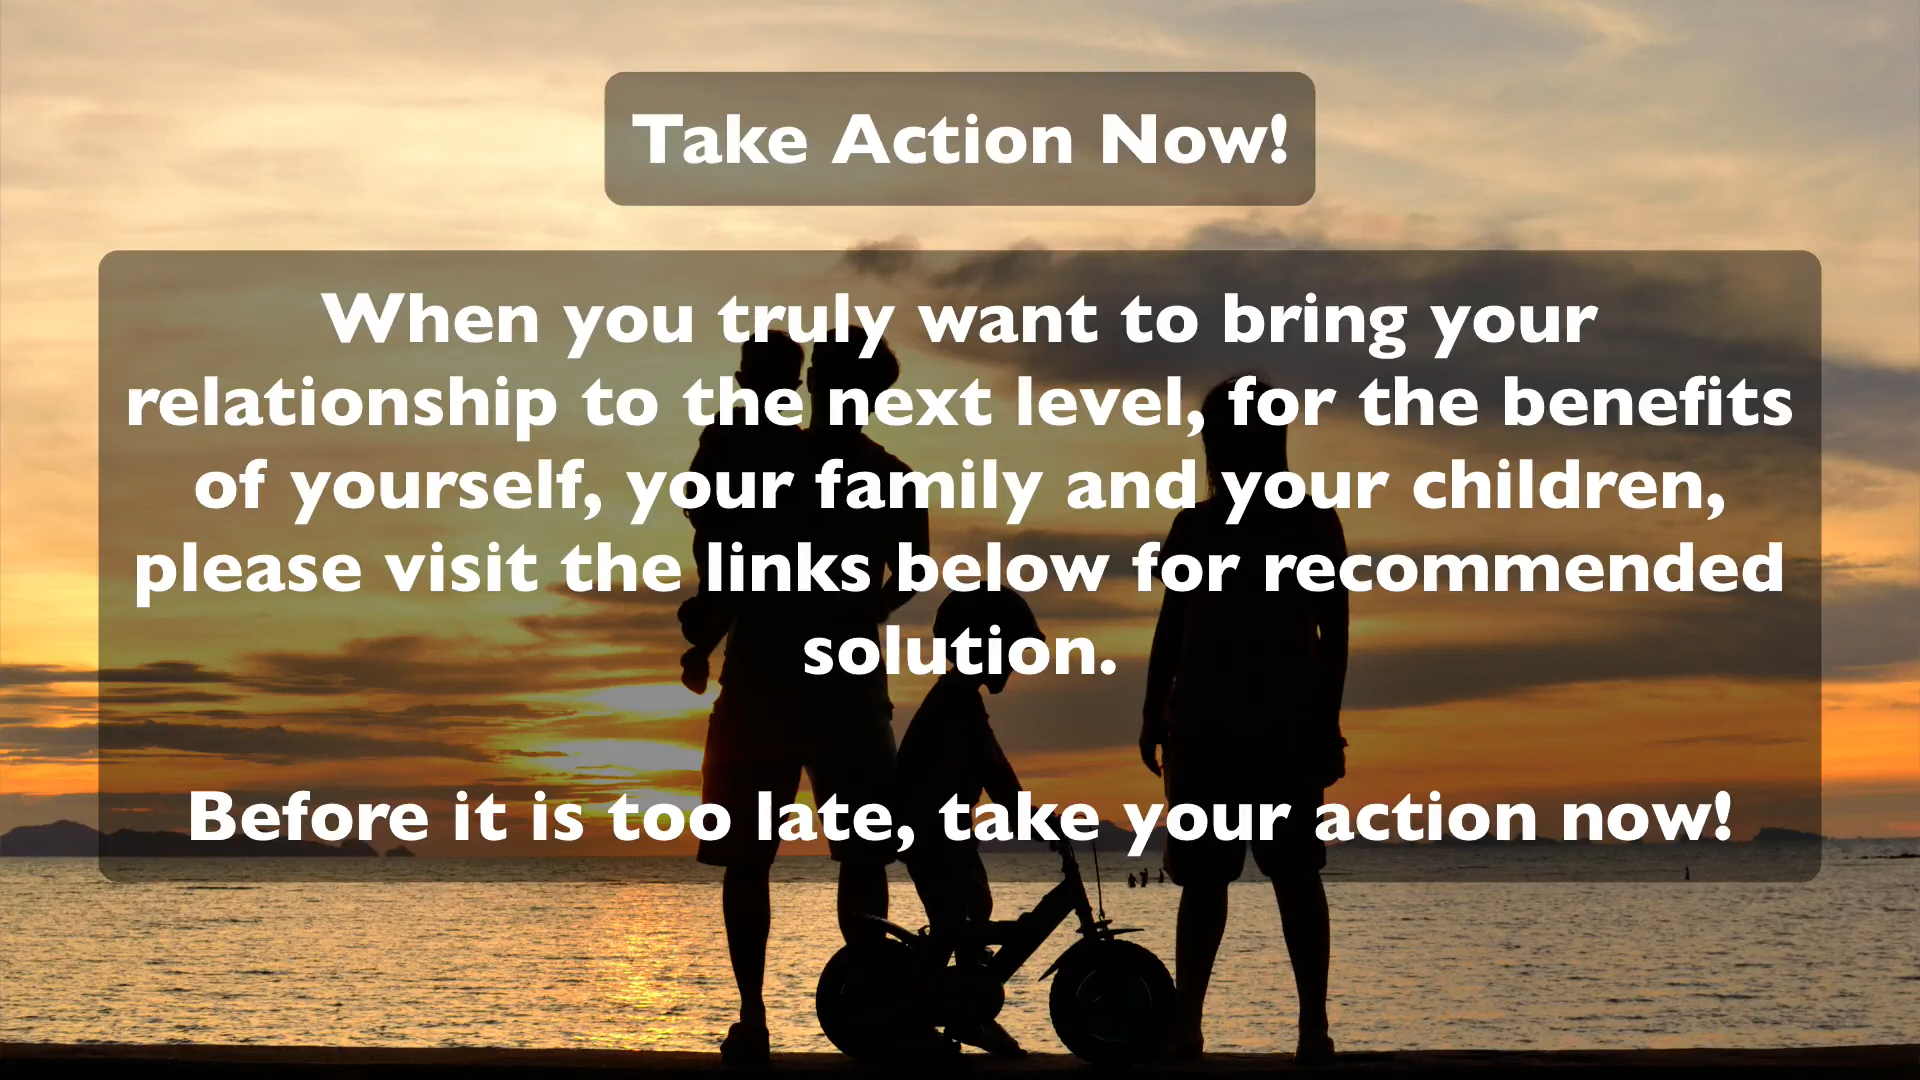 Take Action Now!
When you truly want to bring your
relationship to the next level, for the benefits
of yourself, your family and your children,
please visit the links below for recommended
solution.
Before it is too late, take your action now!